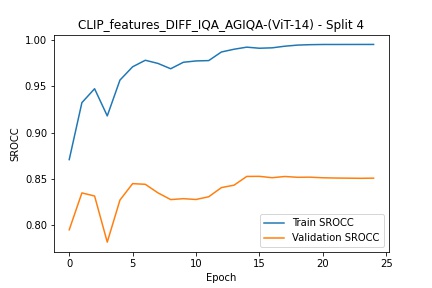 CLIP_features_DIFF_IQA_AGIQA-(ViT-14) - Split 4
1.00
0.95
0.90
0.85
0.80
SROCC
Train SROCC
Validation SROCC
0 5 10 15 20 25
Epoch